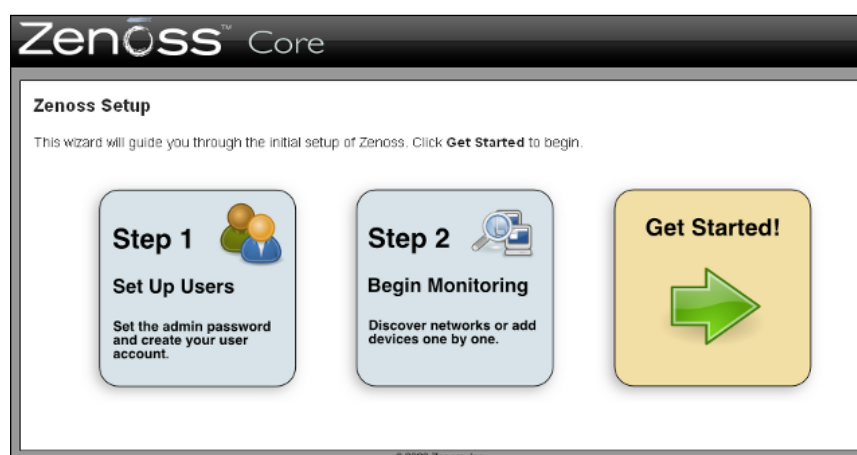 Zenoss™ Core
Zenoss Setup
This wizard will guide you through the initial setup of Zenoss. Click Get Started to begin.
Step 1
Set Up Users
Set the admin password
and create your user
account.
Step 2
Begin Monitoring
Discover networks or add
devices one by one.
Get Started!